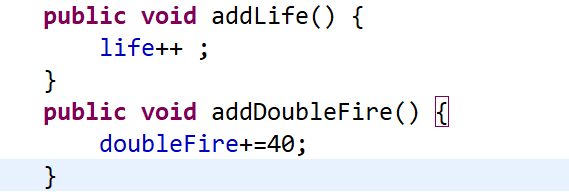 public void addLife() {
life++ ;
}
public void addDoubleFire() {
doubleFire+=40;
}